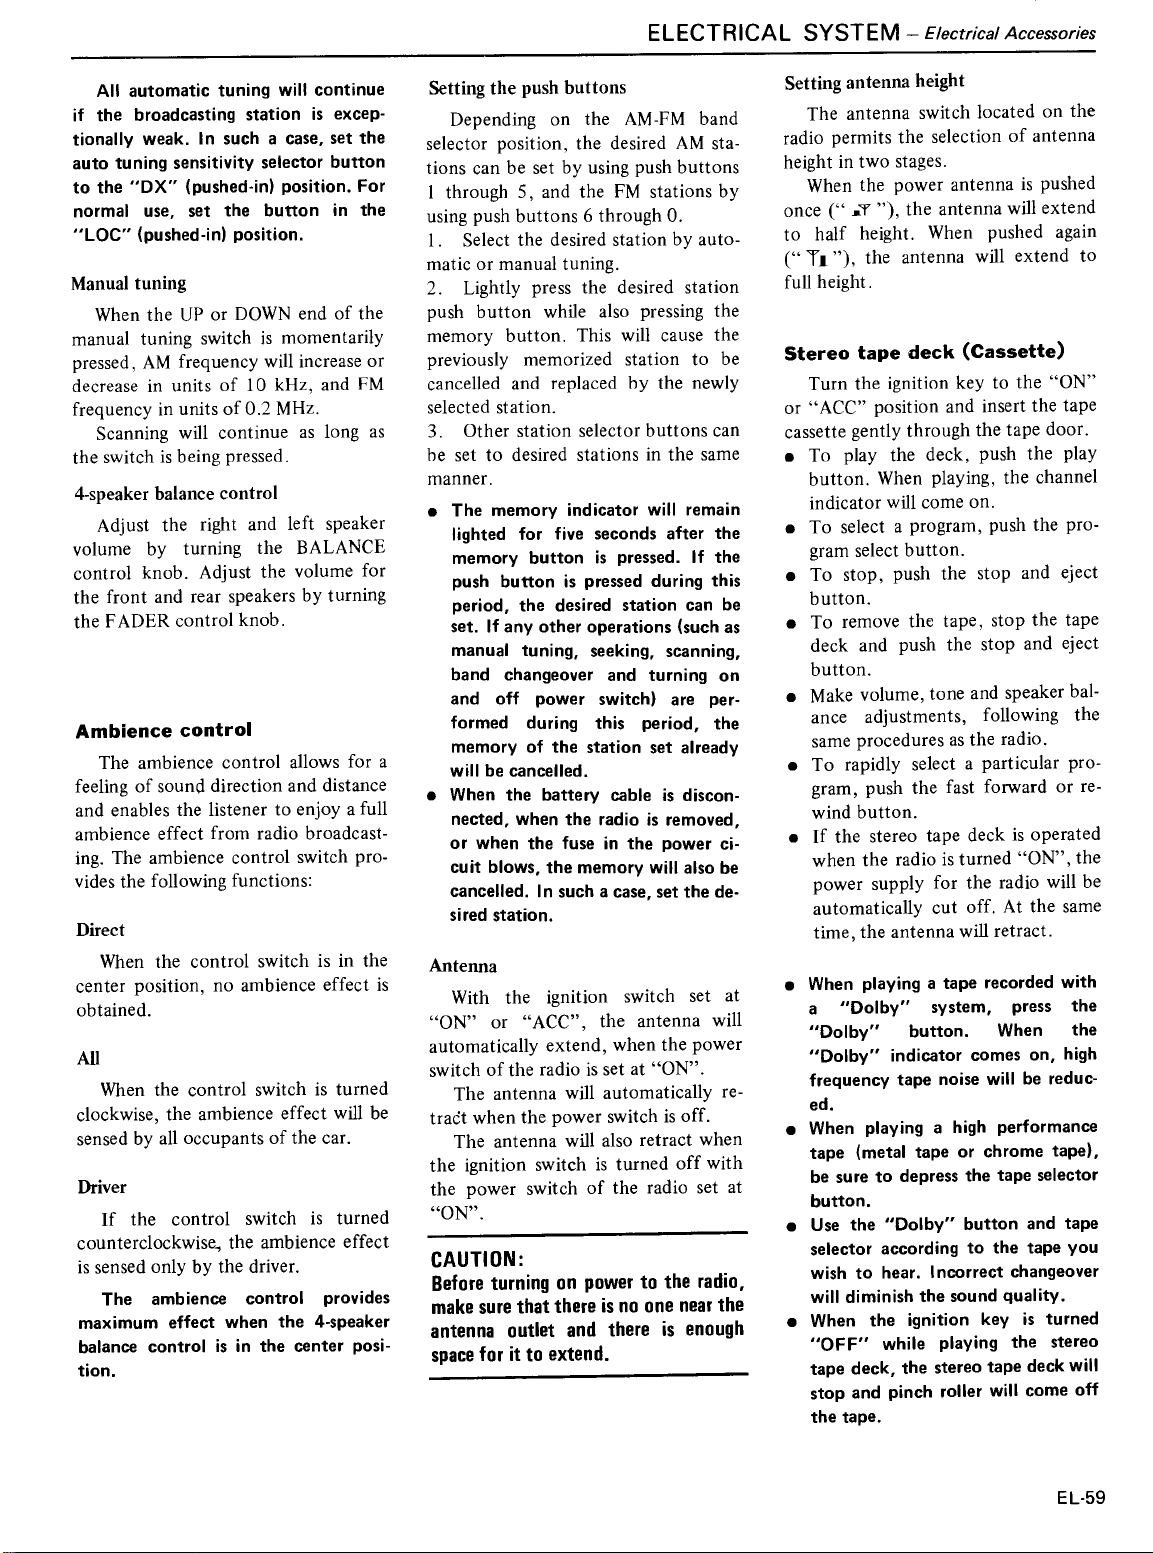 ELECTRICAL SYSTEM – Electrical Accessories
All automatic tuning will continue
if the broadcasting station is excep-
tionally weak. In such a case, set the
auto tuning sensitivity selector button
to the "DX" (pushed-in) position. For
normal use, set the button in the
"LOC" (pushed-in) position.
Manual tuning
When the UP or DOWN end of the
manual tuning switch is momentarily
pressed, AM frequency will increase or
decrease in units of 10 kHz, and FM
frequency in units of 0.2 MHz.
Scanning will continue as long as
the switch is being pressed.
4-speaker balance control
Adjust the right and left speaker
volume by turning the BALANCE
control knob. Adjust the volume for
the front and rear speakers by turning
the FADER control knob.
Ambience control
The ambience control allows for a
feeling of sound direction and distance
and enables the listener to enjoy a full
ambience effect from radio broadcast-
ing. The ambience control switch pro-
vides the following functions:
Direct
When the control switch is in the
center position, no ambience effect is
obtained.
All
When the control switch is turned
clockwise, the ambience effect will be
sensed by all occupants of the car.
Driver
If the control switch is turned
counterclockwise, the ambience effect
is sensed only by the driver.
The ambience control provides
maximum effect when the 4-speaker
balance control is in the center posi-
tion.
Setting the push buttons
Depending on the AM-FM band
selector position, the desired AM sta-
tions can be set by using push buttons
1 through 5, and the FM stations by
using push buttons 6 through 0.
1. Select the desired station by auto-
matic or manual tuning.
2. Lightly press the desired station
push button while also pressing the
memory button. This will cause the
previously memorized station to be
cancelled and replaced by the newly
selected station.
3. Other station selector buttons can
be set to desired stations in the same
manner.
● The memory indicator will remain
lighted for five seconds after the
memory button is pressed. If the
push button is pressed during this
period, the desired station can be
set. If any other operations (such as
manual tuning, seeking, scanning,
band changeover and turning on
and off power switch) are per-
formed during this period, the
memory of the station set already
will be cancelled.
● When the battery cable is discon-
nected, when the radio is removed,
or when the fuse in the power ci-
cuit blows, the memory will also be
cancelled. In such a case, set the de-
sired station.
Antenna
With the ignition switch set at
"ON" or "ACC", the antenna will
automatically extend, when the power
switch of the radio is set at "ON".
The antenna will automatically re-
tract when the power switch is off.
The antenna will also retract when
the ignition switch is turned off with
the power switch of the radio set at
"ON".
CAUTION:
Before turning on power to the radio,
make sure that there is no one near the
antenna outlet and there is enough
space for it to extend.
Setting antenna height
The antenna switch located on the
radio permits the selection of antenna
height in two stages.
When the power antenna is pushed
once (" "), the antenna will extend
to half height. When pushed again
(" "), the antenna will extend to
full height.
Stereo tape deck (Cassette)
Turn the ignition key to the "ON"
or "ACC" position and insert the tape
cassette gently through the tape door.
● To play the deck, push the play
button. When playing, the channel
indicator will come on.
● To select a program, push the pro-
gram select button.
● To stop, push the stop and eject
button.
● To remove the tape, stop the tape
deck and push the stop and eject
button.
● Make volume, tone and speaker bal-
ance adjustments, following the
same procedures as the radio.
● To rapidly select a particular pro-
gram, push the fast forward or re-
wind button.
● If the stereo tape deck is operated
when the radio is turned "ON", the
power supply for the radio will be
automatically cut off. At the same
time, the antenna will retract.
● When playing a tape recorded with
a "Dolby" system, press the
"Dolby" button. When the
"Dolby" indicator comes on, high
frequency tape noise will be reduc-
ed.
● When playing a high performance
tape (metal tape or chrome tape),
be sure to depress the tape selector
button.
● Use the "Dolby" button and tape
selector according to the tape you
wish to hear. Incorrect changeover
will diminish the sound quality.
● When the ignition key is turned
"OFF" while playing the stereo
tape deck, the stereo tape deck will
stop and pinch roller will come off
the tape.
EL-59